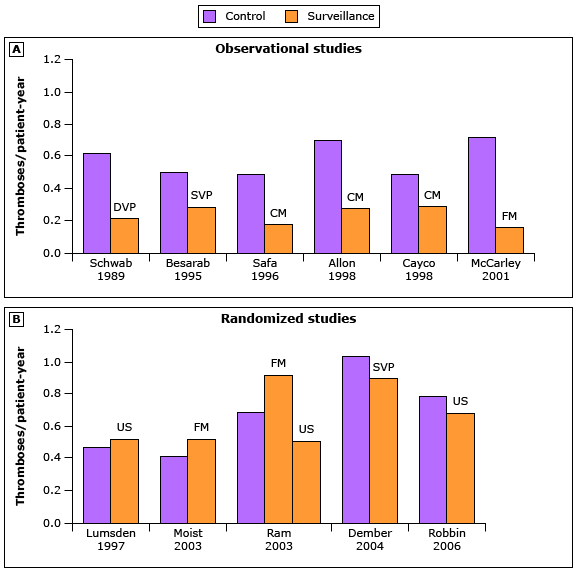 Control Surveillance
A Observational studies
Thromboses/patient-year
1.2
1.0
0.8
0.6
0.4
0.2
0.0
DVP SVP CM CM CM FM
Schwab Besarab Safa Allon Cayco McCarley
1989 1995 1996 1998 1998 2001
B Randomized studies
Thromboses/patient-year
1.2
1.0
0.8
0.6
0.4
0.2
0.0
US FM FM US SVP US
Lumsden Moist Ram Dember Robbin
1997 2003 2003 2004 2006